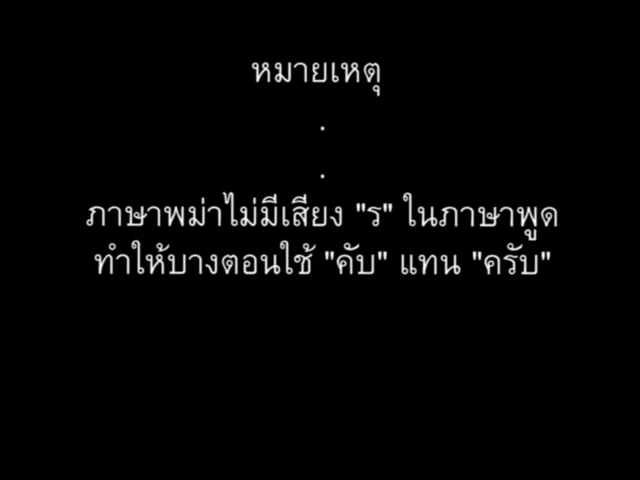 หมายเหตุ
.
.
ภาษาพม่าไม่มีเสียง "ร" ในภาษาพูด
ทำให้บางตอนใช้ "คับ" แทน "ครับ"